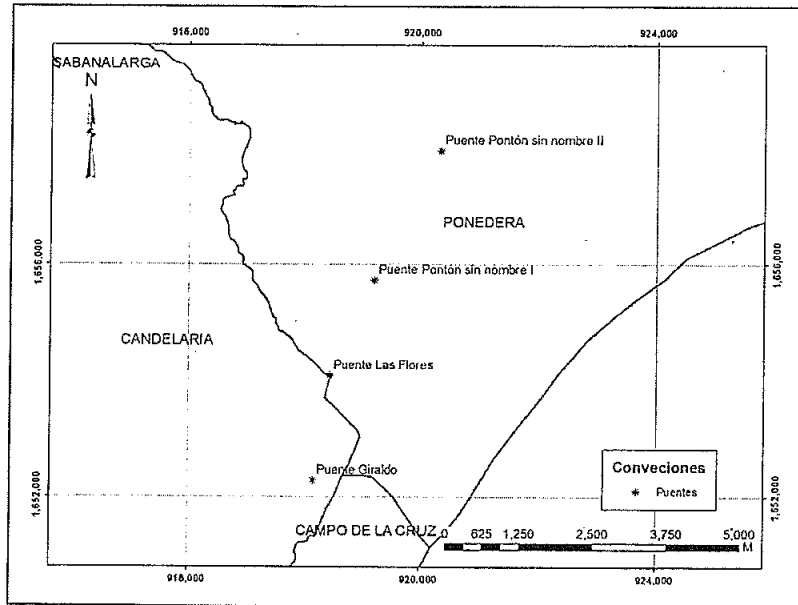 916,000 920,000 924,000
SABANALARGA
N
Puente Pontón sin nombre II
PONEDERA
1,656,000 1,656,000
Puente Pontón sin nombre I
CANDELARIA
Puente Las Flores
Puente Giraldo
Conveciones
Puentes
1,652,000 1,652,000
CAMPO DE LA CRUZ
0 625 1,250 2,500 3,750 5,000
M
916,000 920,000 924,000